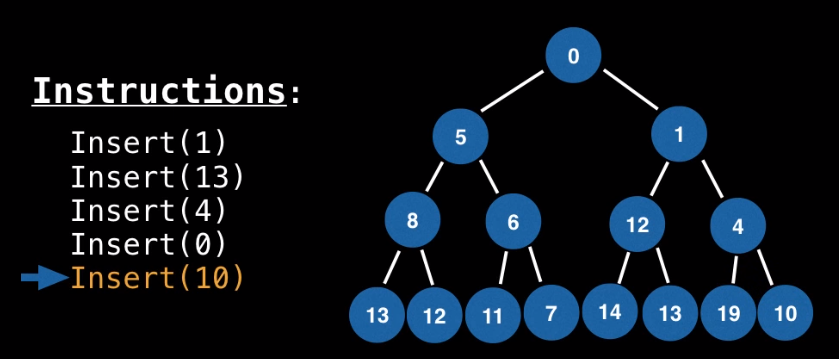 Instructions:
Insert(1)
Insert(13)
Insert(4)
Insert(0)
Insert(10)
0
5 1
8 6 12 4
13 12 11 7 14 13 19 10